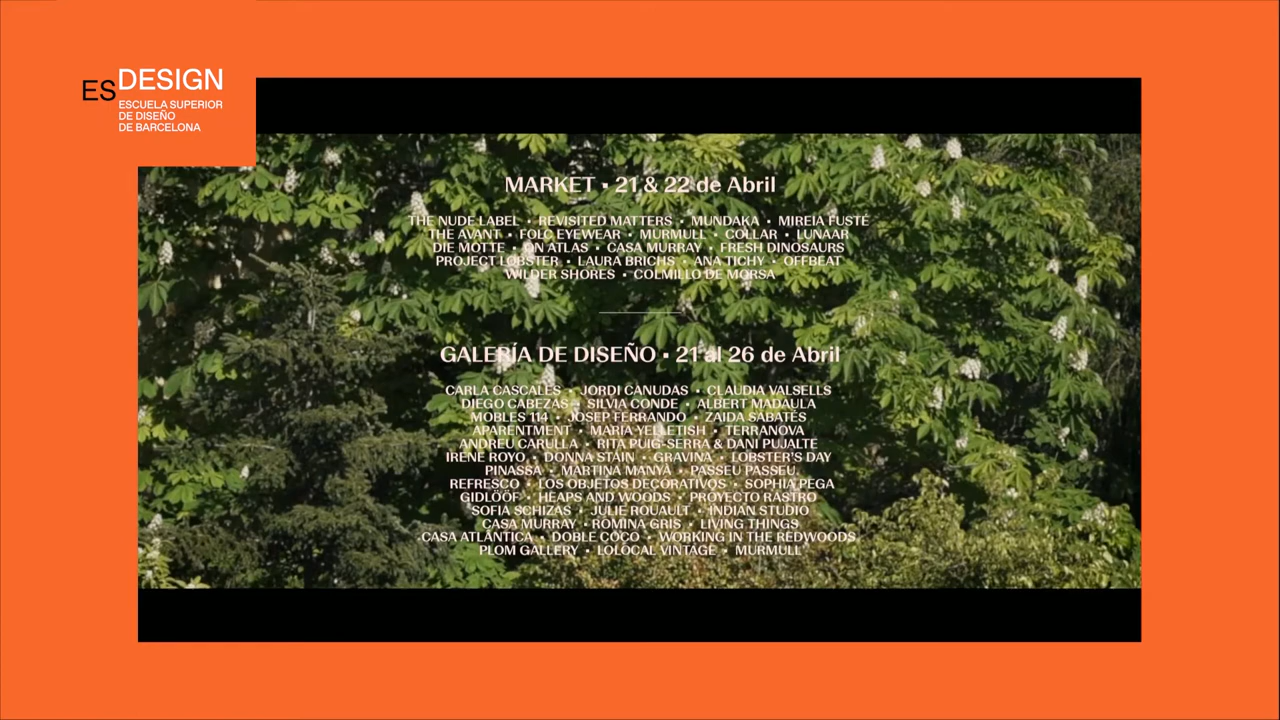 ESDESIGN
ESCUELA SUPERIOR
DE DISEÑO
DE BARCELONA
MARKET ▪ 21 & 22 de Abril
THE NUDE LABEL ▪ REVISITED MATTERS ▪ MUNDAKA ▪ MIREIA FUSTÉ
THE AVANT ▪ FOLC EYEWEAR ▪ MURMULL ▪ COLLAR ▪ LUNAAR
DIE MOTTE ▪ ON ATLAS ▪ CASA MURRAY ▪ FRESH DINOSAURS
PROJECT LOBSTER ▪ LAURA BRICHS ▪ ANA TICHY ▪ OFFBEAT
WILDER SHORES ▪ COLMILLO DE MORSA
GALERÍA DE DISEÑO ▪ 21 al 26 de Abril
CARLA CASCALES ▪ JORDI CANUDAS ▪ CLAUDIA VALSELLS
DIEGO CABEZAS ▪ SILVIA CONDE ▪ ALBERT MADAULA
MOBLES 114 ▪ JOSEP FERRANDO ▪ ZAIDA SABATÉS
APARENTMENT ▪ MARÍA YELLETISH ▪ TERRANOVA
ANDREU CARULLA ▪ RITA PUIG-SERRA & DANI PUJALTE
IRENE ROYO ▪ DONNA STAIN ▪ GRAVINA ▪ LOBSTER'S DAY
PINASSA ▪ MARTINA MANYÀ ▪ PASSEU PASSEU.
REFRESCO ▪ LOS OBJETOS DECORATIVOS ▪ SOPHIA PEGA
GIDLÖÖF ▪ HEAPS AND WOODS ▪ PROYECTO RASTRO
SOFIA SCHIZAS ▪ JULIE ROUAULT ▪ INDIAN STUDIO
CASA MURRAY ▪ ROMINA GRIS ▪ LIVING THINGS
CASA ATLÂNTICA ▪ DOBLE COCO ▪ WORKING IN THE REDWOODS
PLOM GALLERY ▪ LOLOCAL VINTAGE ▪ MURMULL